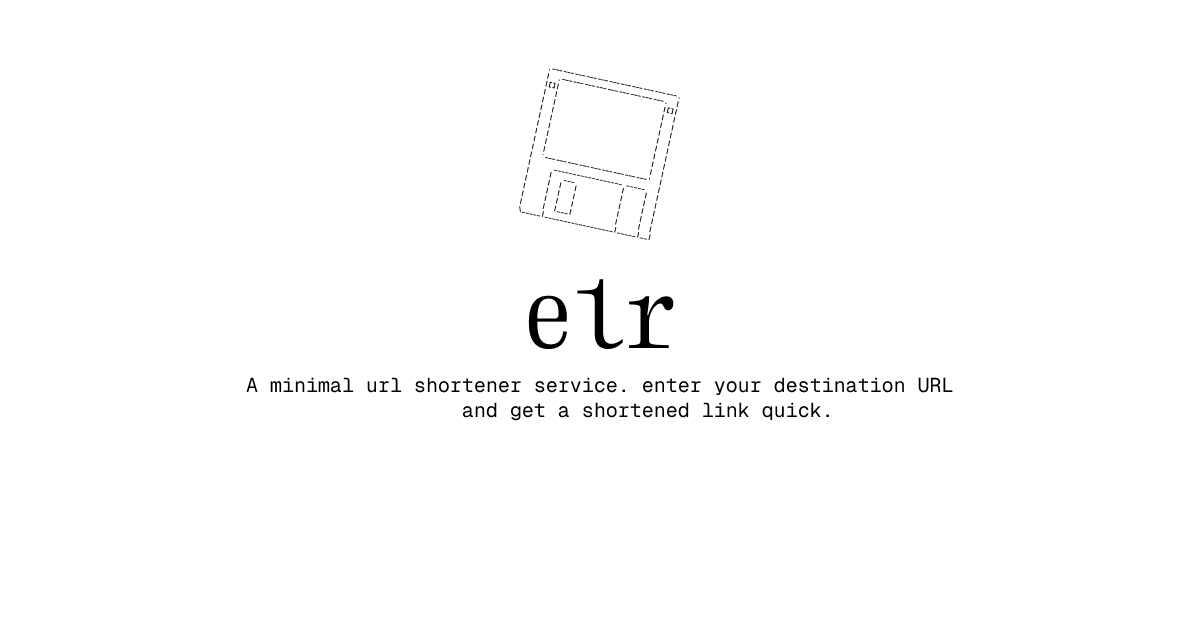 elr
A minimal url shortener service. enter your destination URL
and get a shortened link quick.